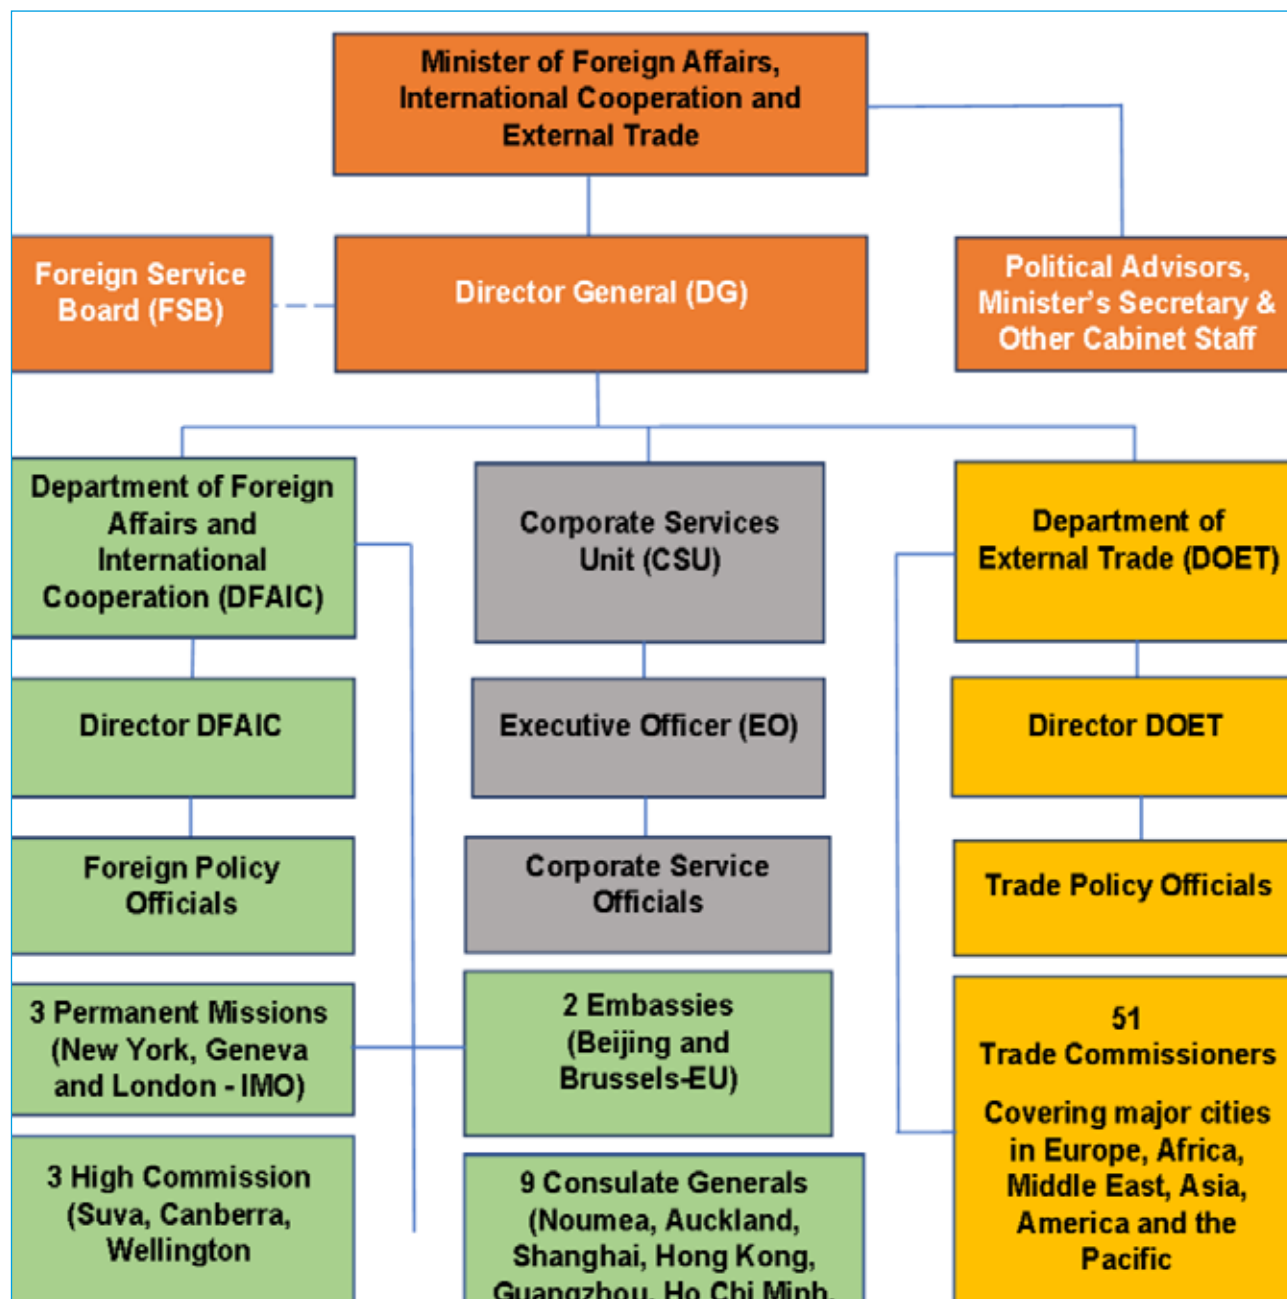 Minister of Foreign Affairs,
International Cooperation and
External Trade
Foreign Service
Board (FSB)
Director General (DG)
Political Advisors,
Minister's Secretary &
Other Cabinet Staff
Department of Foreign
Affairs and
International
Cooperation (DFAIC)
Corporate Services
Unit (CSU)
Department of
External Trade (DOET)
Director DFAIC
Executive Officer (EO)
Director DOET
Foreign Policy
Officials
Corporate Service
Officials
Trade Policy Officials
3 Permanent Missions
(New York, Geneva
and London - IMO)
2 Embassies
(Beijing and
Brussels-EU)
51
Trade Commissioners
Covering major cities
in Europe, Africa,
Middle East, Asia,
America and the
Pacific
3 High Commission
(Suva, Canberra,
Wellington
9 Consulate Generals
(Noumea, Auckland,
Shanghai, Hong Kong,
Guangzhou, Ho Chi Minh,